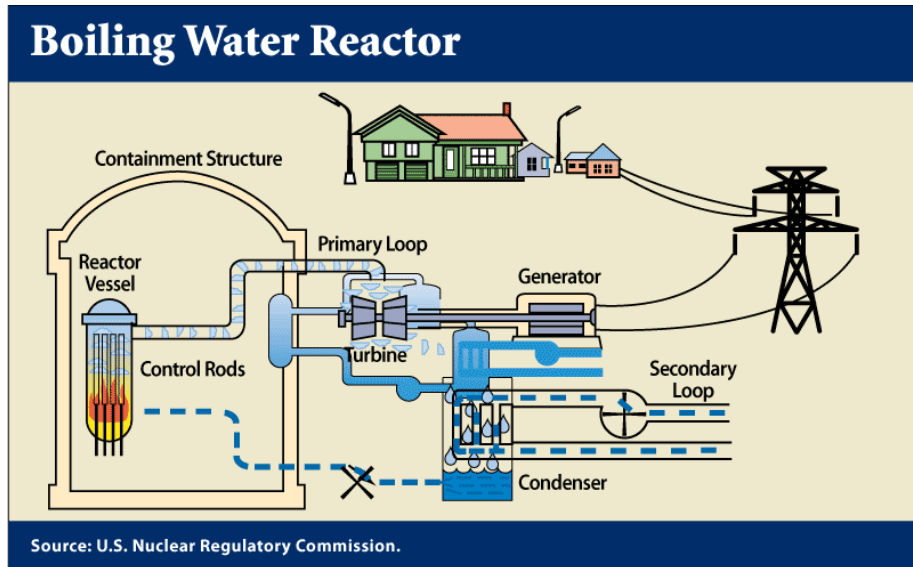 Boiling Water Reactor
Containment Structure
Primary Loop
Reactor
Vessel
Generator
Turbine
Control Rods
Secondary
Loop
Condenser
Source: U.S. Nuclear Regulatory Commission.